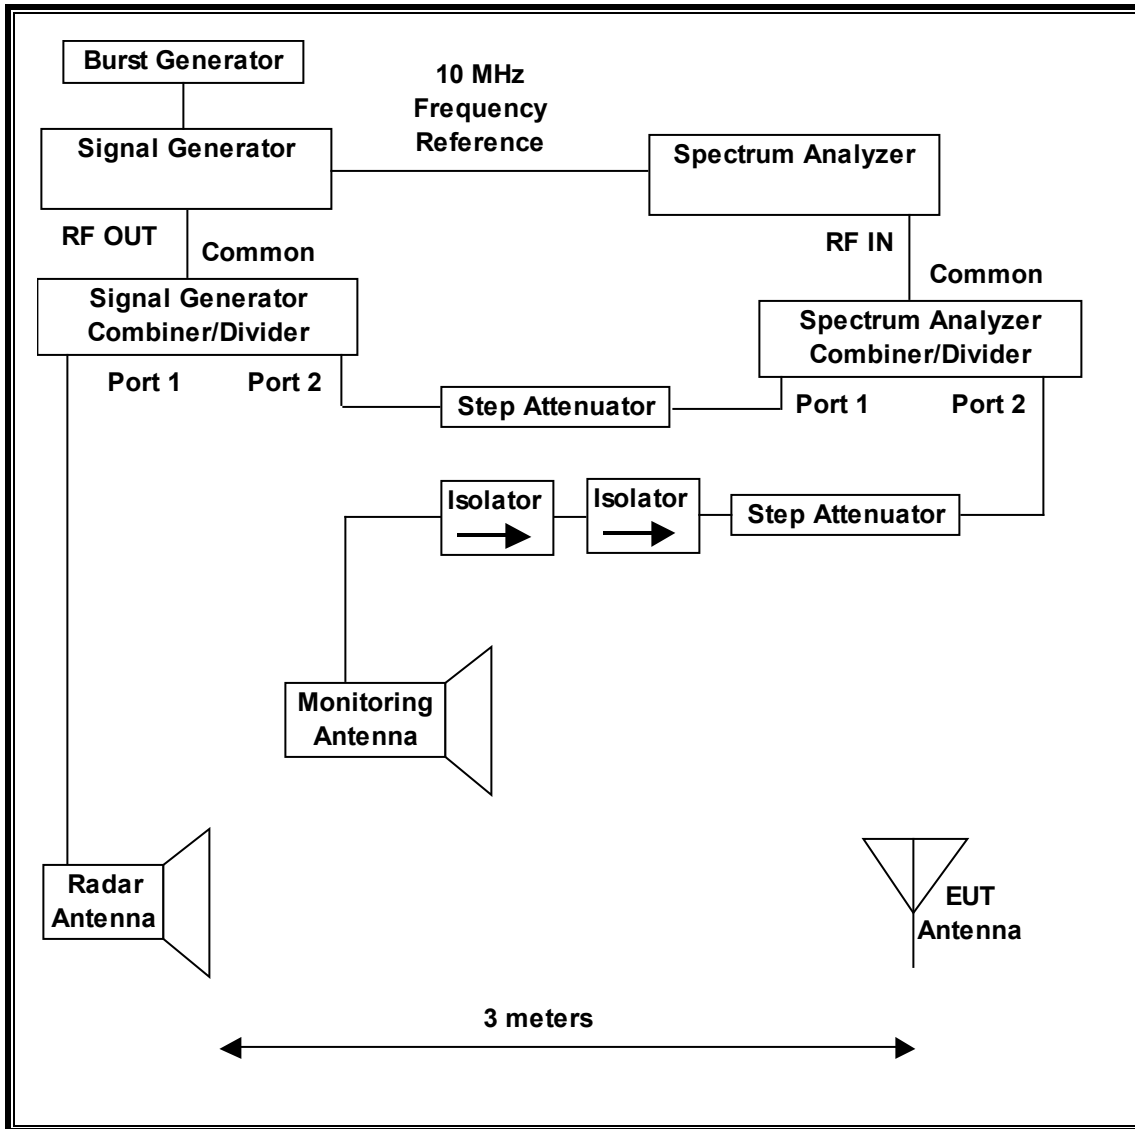 Burst Generator
10 MHz
Frequency
Reference
Signal Generator
Spectrum Analyzer
RF OUT
Common
RF IN
Common
Signal Generator
Combiner/Divider
Spectrum Analyzer
Combiner/Divider
Port 1
Port 2
Step Attenuator
Port 1
Port 2
Isolator
Isolator
Step Attenuator
Monitoring
Antenna
Radar
Antenna
EUT
Antenna
3 meters